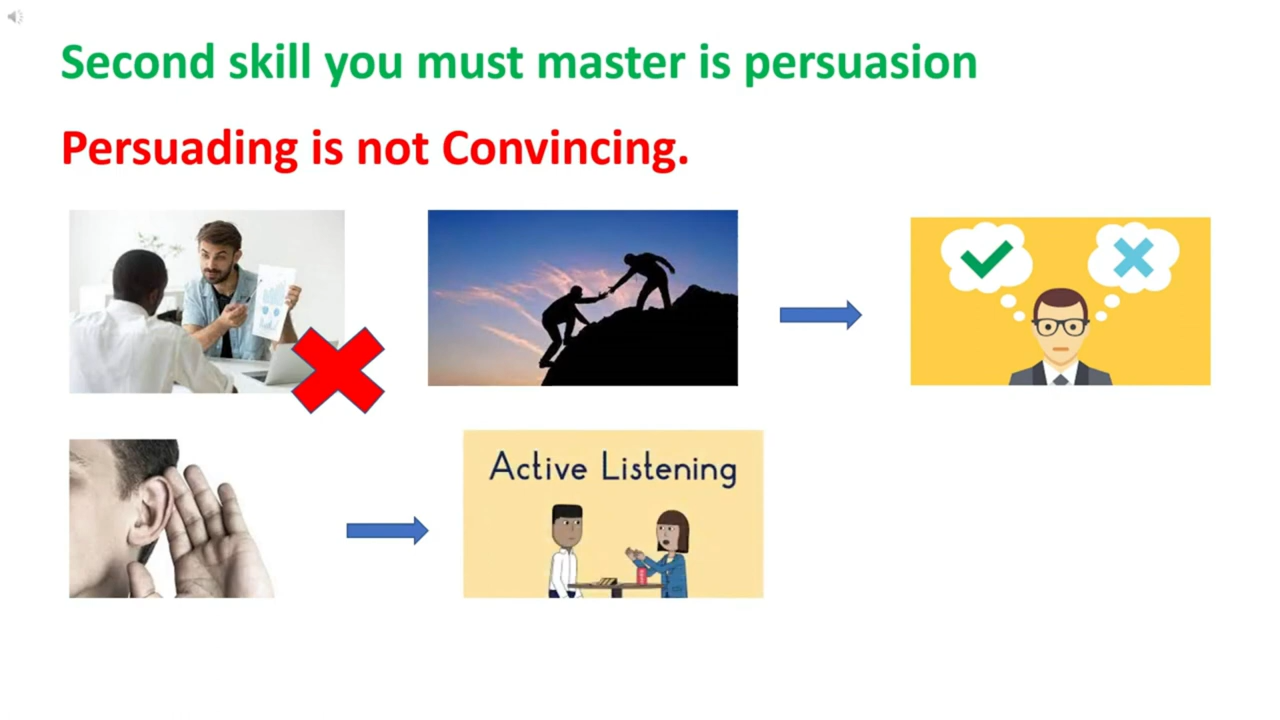 Second skill you must master is persuasion
Persuading is not Convincing.
Active Listening